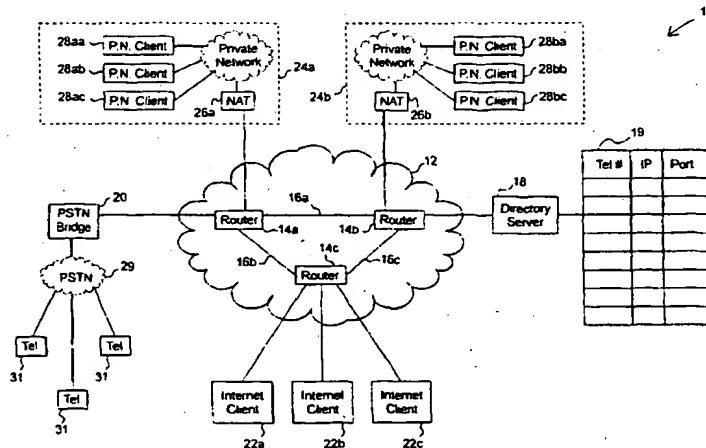 1
28aa
P.N. Client
Private
Network
28ab
P.N. Client
24a
28ac
P.N. Client
NAT
26a
Private
Network
P.N. Client
28ba
P.N. Client
28bb
24b
NAT
P.N. Client
28bc
26b
12
19
Tel # IP Port
20
PSTN
Bridge
16a
18
Router
14a
Router
14b
Directory
Server
14c
16b
Router
16c
PSTN
29
Tel
31
Tel
31
Tel
31
Internet
Client
22a
Internet
Client
22b
Internet
Client
22c